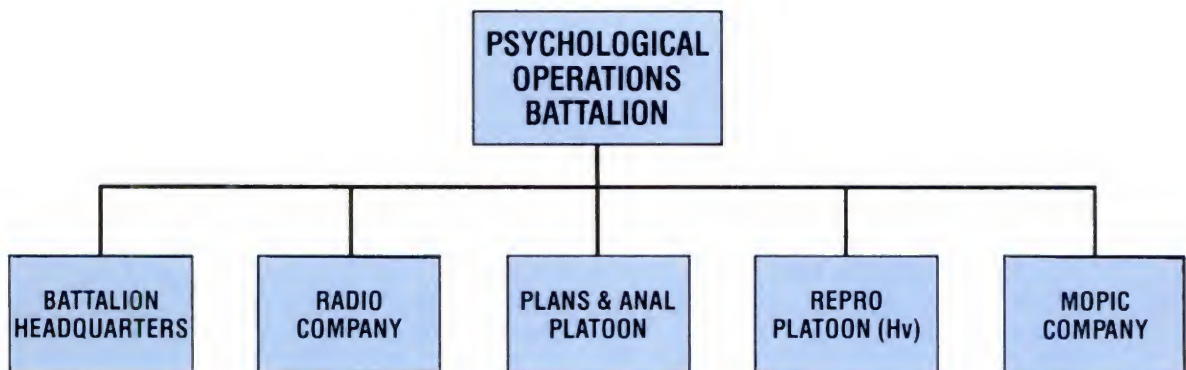 PSYCHOLOGICAL
OPERATIONS
BATTALION
BATTALION
HEADQUARTERS
RADIO
COMPANY
PLANS & ANAL
PLATOON
REPRO
PLATOON (Hv)
MOPIC
COMPANY